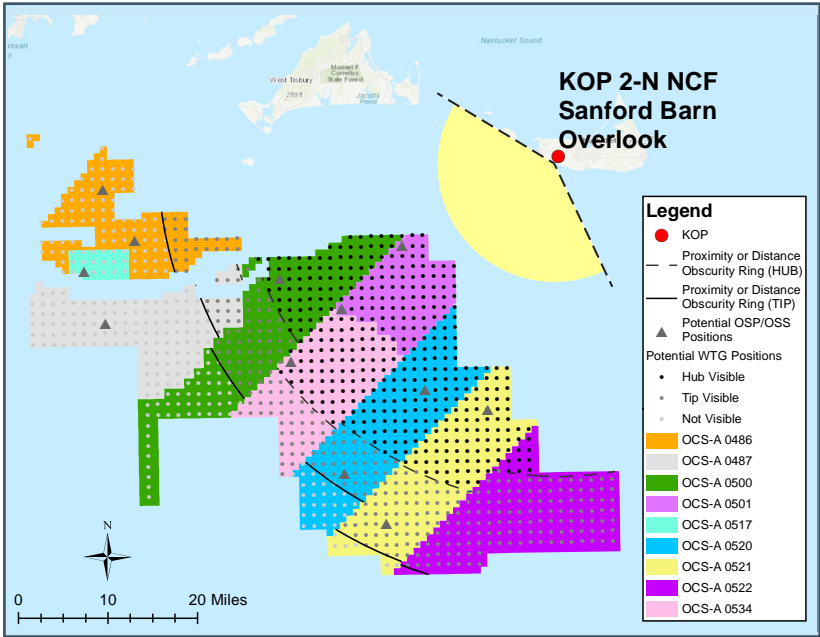 nsett
y
Nantucket Sound
Manuel F.
Correllus
State Forest
West Tisbury
289 ft
Jacobs
Pond
KOP 2-N NCF
Sanford Barn
Overlook
Legend
KOP
Proximity or Distance
Obscurity Ring (HUB)
Proximity or Distance
Obscurity Ring (TIP)
Potential OSP/OSS
Positions
Potential WTG Positions
Hub Visible
Tip Visible
Not Visible
OCS-A 0486
OCS-A 0487
OCS-A 0500
OCS-A 0501
OCS-A 0517
OCS-A 0520
OCS-A 0521
OCS-A 0522
OCS-A 0534
N
0 10 20 Miles